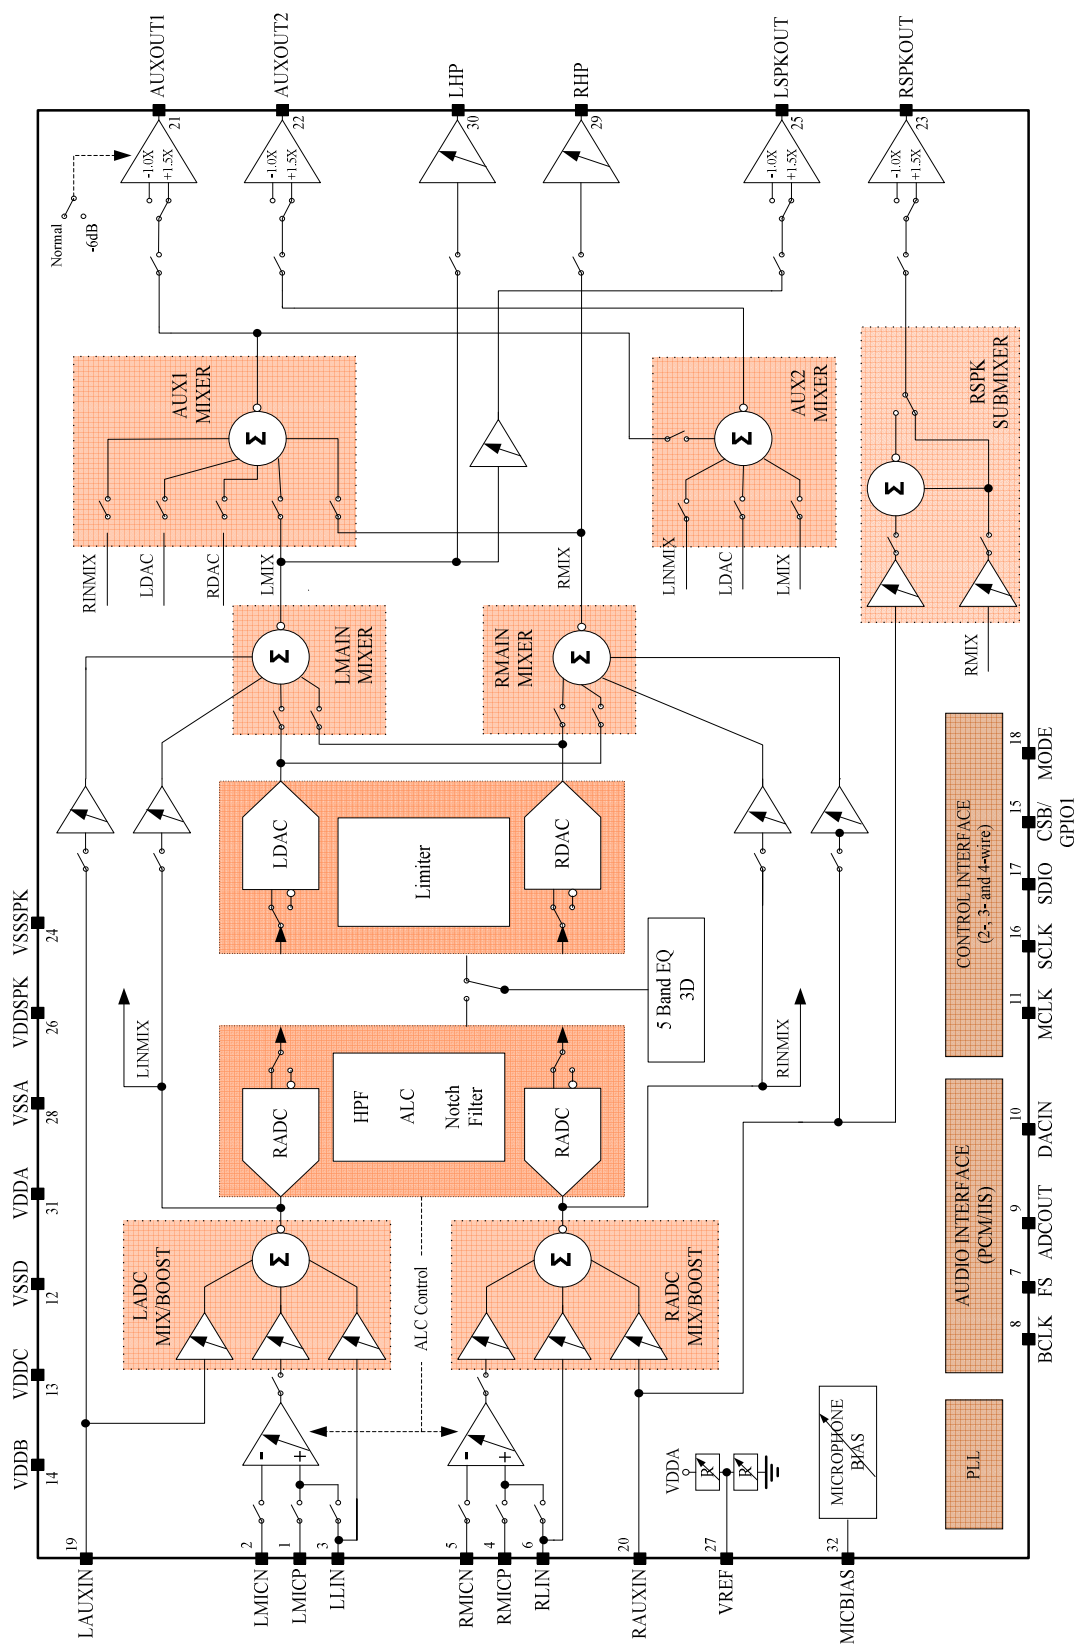 VDDB
14
VDDC
13
VSSD
12
VDDA
31
VSSA
28
VDDSPK
26
VSSSPK
24
LAUXIN
19
LMICN
2
LMICP
1
LLIN
3
RMICN
5
RMICP
4
RLIN
6
RAUXIN
20
VREF
27
MICBIAS
32
-
+
-
+
ALC Control
VDDA
R
R
MICROPHONE
BIAS
LADC
MIX/BOOST
Σ
RADC
MIX/BOOST
Σ
RADC
HPF
ALC
Notch
Filter
RADC
LINMIX
RINMIX
5 Band EQ
3D
LDAC
Limiter
RDAC
LMAIN
MIXER
Σ
RMAIN
MIXER
Σ
RINMIX
LDAC
RDAC
LMIX
RMIX
AUX1
MIXER
Σ
LINMIX
LDAC
LMIX
AUX2
MIXER
Σ
RMIX
RSPK
SUBMIXER
Σ
Normal
-6dB
-1.0X
+1.5X
21
AUXOUT1
-1.0X
+1.5X
22
AUXOUT2
30
LHP
29
RHP
-1.0X
+1.5X
25
LSPKOUT
-1.0X
+1.5X
23
RSPKOUT
PLL
AUDIO INTERFACE
(PCM/IIS)
CONTROL INTERFACE
(2-, 3- and 4-wire)
8
BCLK
7
FS
9
ADCOUT
10
DACIN
11
MCLK
16
SCLK
17
SDIO
15
CSB/
GPIO1
18
MODE